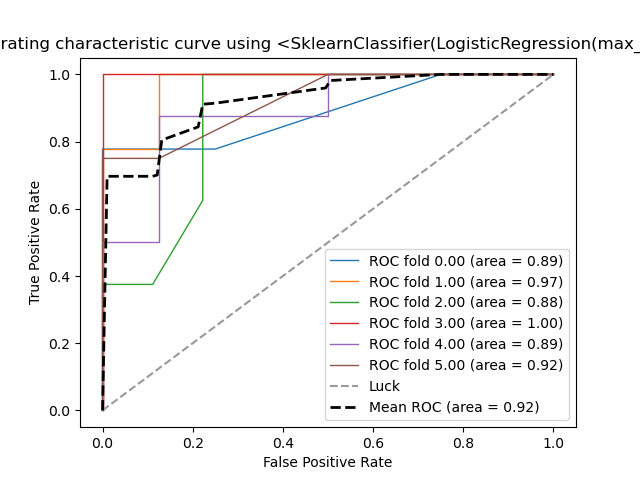 rating characteristic curve using <SklearnClassifier(LogisticRegression(max_
1.0
0.8
0.6
0.4
0.2
0.0
True Positive Rate
ROC fold 0.00 (area = 0.89)
ROC fold 1.00 (area = 0.97)
ROC fold 2.00 (area = 0.88)
ROC fold 3.00 (area = 1.00)
ROC fold 4.00 (area = 0.89)
ROC fold 5.00 (area = 0.92)
Luck
Mean ROC (area = 0.92)
0.0 0.2 0.4 0.6 0.8 1.0
False Positive Rate